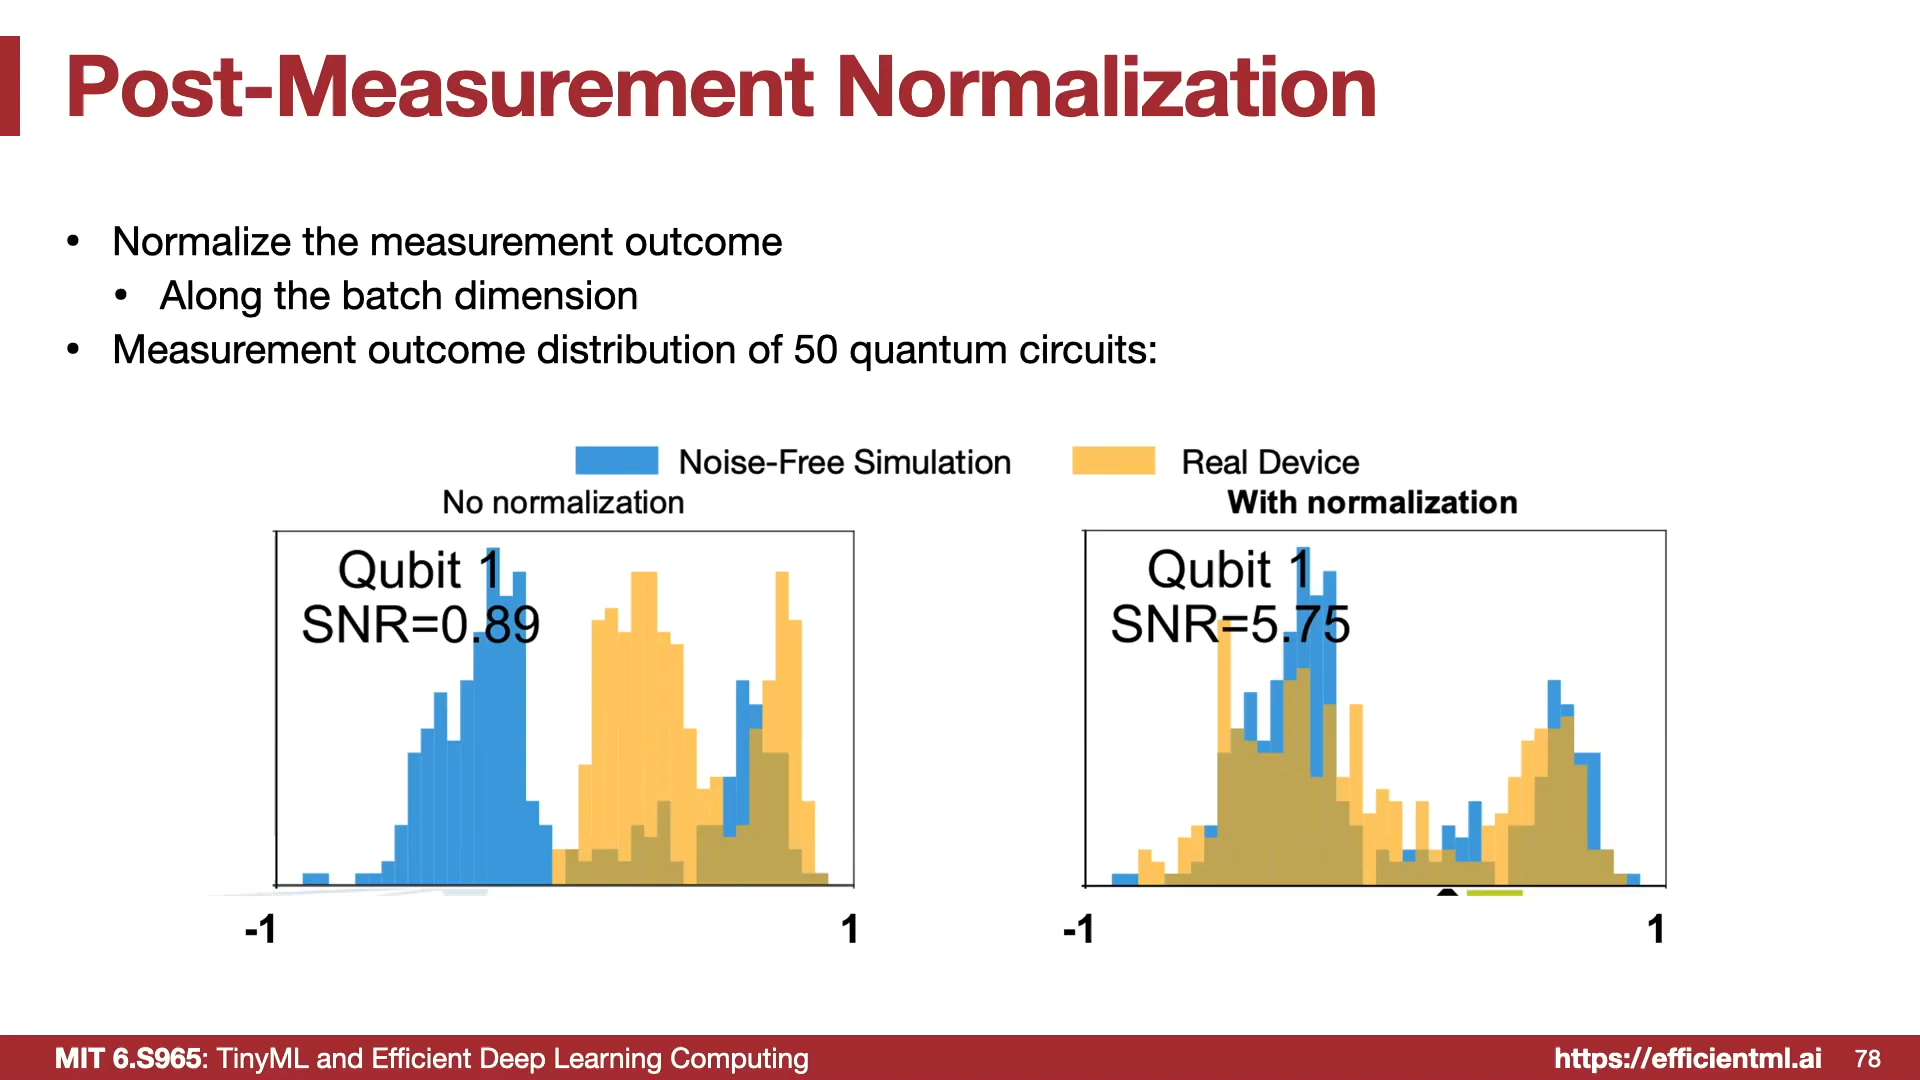 Post-Measurement Normalization
• Normalize the measurement outcome
• Along the batch dimension
• Measurement outcome distribution of 50 quantum circuits:
Noise-Free Simulation Real Device
No normalization
With normalization
Qubit 1
SNR=0.89
Qubit 1
SNR=5.75
-1 1
-1 1
MIT 6.S965: TinyML and Efficient Deep Learning Computing
https://efficientml.ai 78